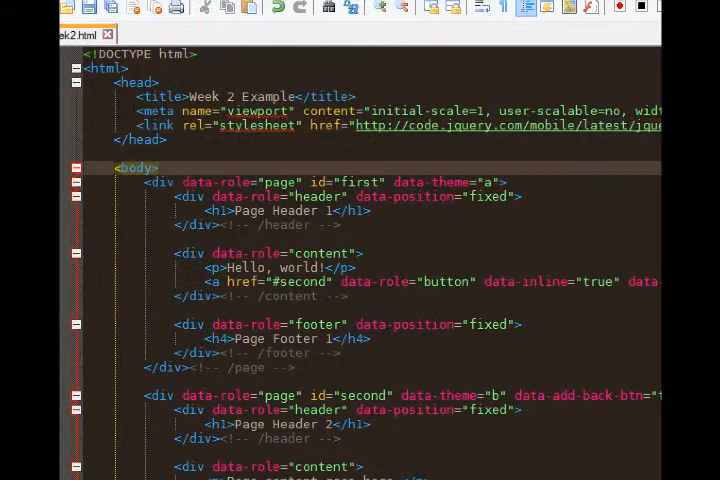 ek2.html
<!DOCTYPE html>
<html>
<head>
<title>Week 2 Example</title>
<meta name="viewport" content="initial-scale=1, user-scalable=no, widt
<link rel="stylesheet" href="http://code.jquery.com/mobile/latest/jque
</head>
<body>
<div data-role="page" id="first" data-theme="a">
<div data-role="header" data-position="fixed">
<h1>Page Header 1</h1>
</div><!-- /header -->
<div data-role="content">
<p>Hello, world!</p>
<a href="#second" data-role="button" data-inline="true" data-
</div><!-- /content -->
<div data-role="footer" data-position="fixed">
<h4>Page Footer 1</h4>
</div><!-- /footer -->
</div><!-- /page -->
<div data-role="page" id="second" data-theme="b" data-add-back-btn="t
<div data-role="header" data-position="fixed">
<h1>Page Header 2</h1>
</div><!-- /header -->
<div data-role="content">
<p>Page content goes here.</p>